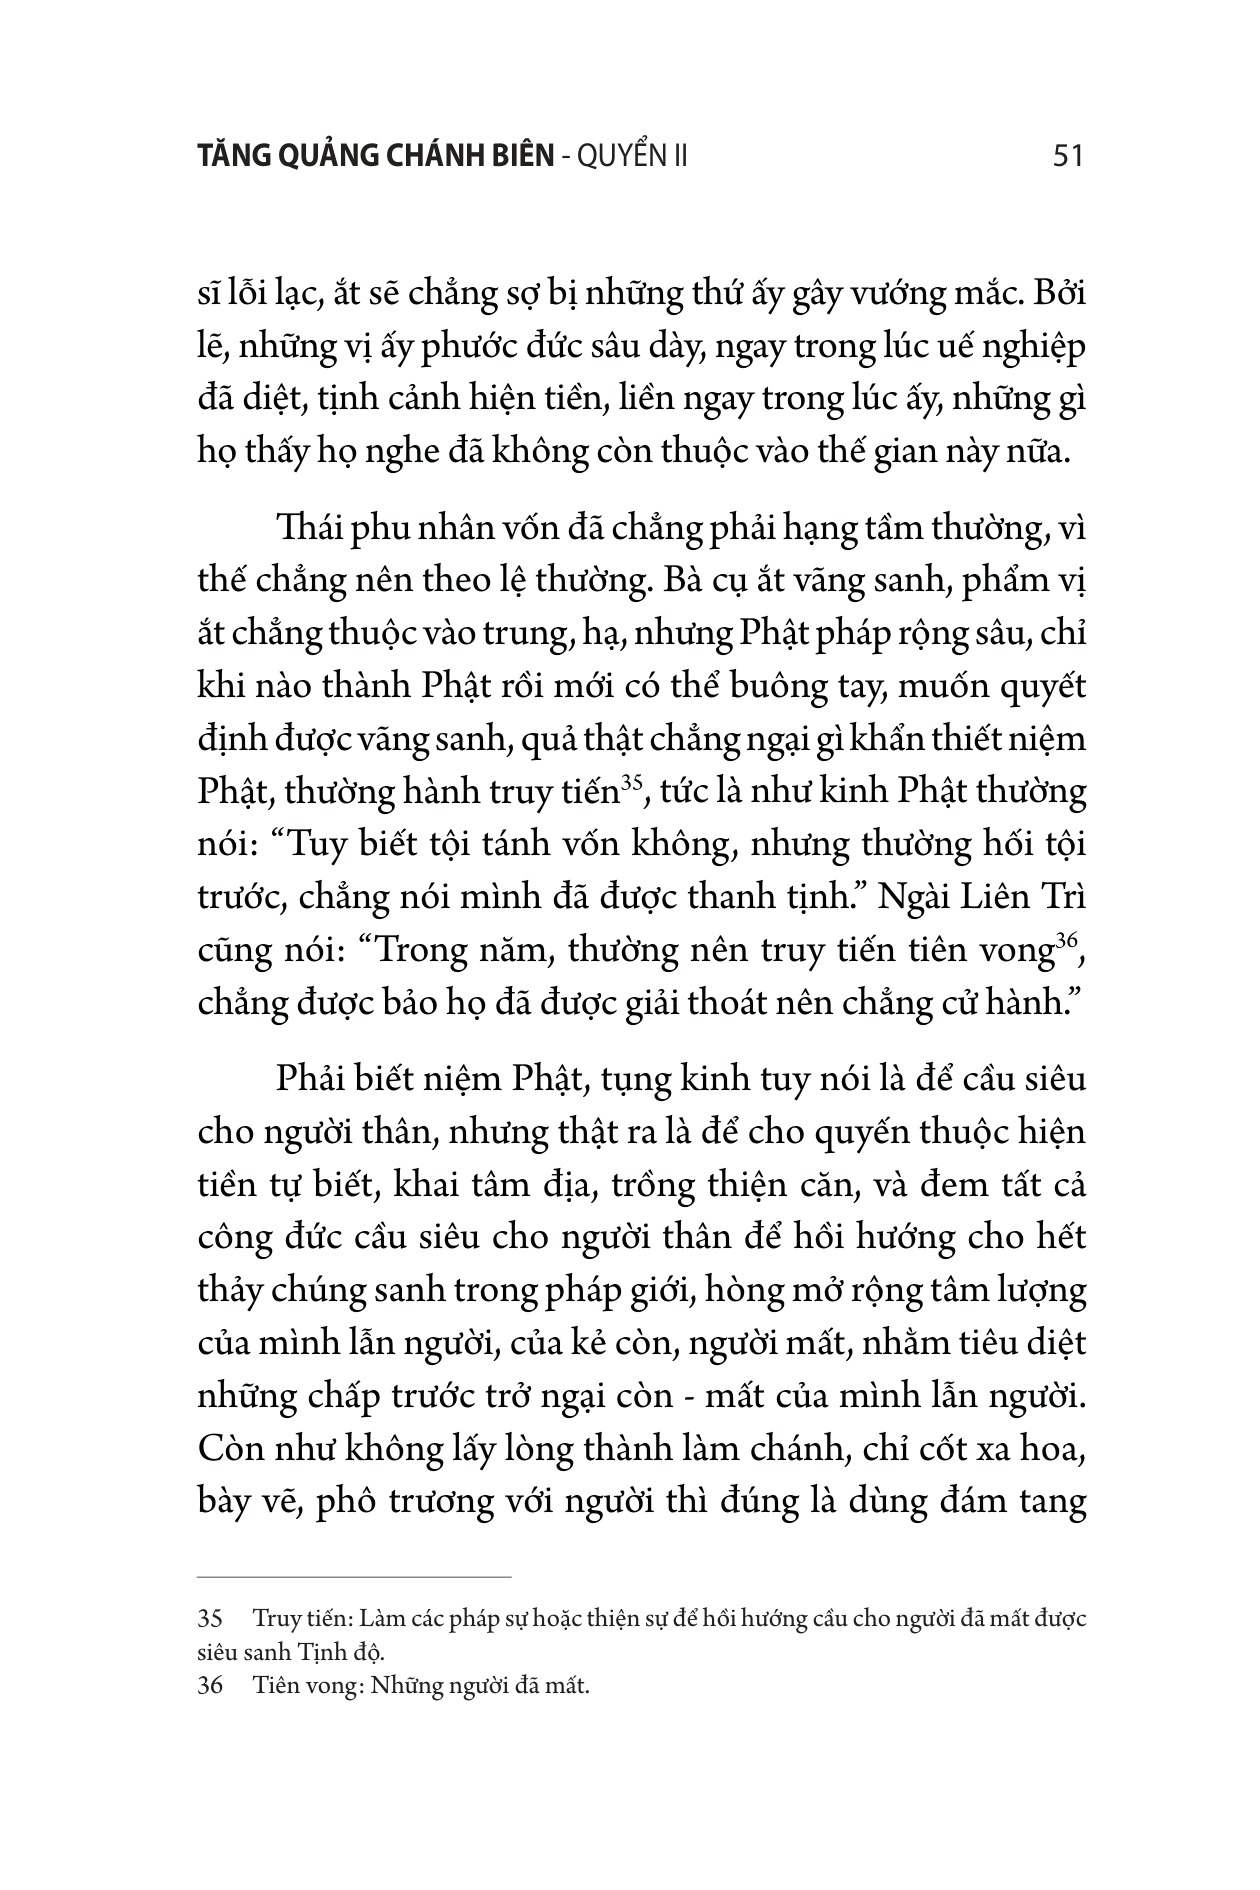 TĂNG QUẢNG CHÁNH BIÊN - QUYỂN II 51
sĩ lỗi lạc, ắt sẽ chẳng sợ bị những thứ ấy gây vướng mắc. Bởi
lẽ, những vị ấy phước đức sâu dày, ngay trong lúc uế nghiệp
đã diệt, tịnh cảnh hiện tiền, liền ngay trong lúc ấy, những gì
họ thấy họ nghe đã không còn thuộc vào thế gian này nữa.
Thái phu nhân vốn đã chẳng phải hạng tầm thường, vì
thế chẳng nên theo lệ thường. Bà cụ ắt vãng sanh, phẩm vị
ắt chẳng thuộc vào trung, hạ, nhưng Phật pháp rộng sâu, chỉ
khi nào thành Phật rồi mới có thể buông tay, muốn quyết
định được vãng sanh, quả thật chẳng ngại gì khẩn thiết niệm
Phật, thường hành truy tiến35, tức là như kinh Phật thường
nói: “Tuy biết tội tánh vốn không, nhưng thường hối tội
trước, chẳng nói mình đã được thanh tịnh.” Ngài Liên Trì
cũng nói: “Trong năm, thường nên truy tiến tiên vong36,
chẳng được bảo họ đã được giải thoát nên chẳng cử hành.”
Phải biết niệm Phật, tụng kinh tuy nói là để cầu siêu
cho người thân, nhưng thật ra là để cho quyến thuộc hiện
tiền tự biết, khai tâm địa, trồng thiện căn, và đem tất cả
công đức cầu siêu cho người thân để hồi hướng cho hết
thảy chúng sanh trong pháp giới, hòng mở rộng tâm lượng
của mình lẫn người, của kẻ còn, người mất, nhằm tiêu diệt
những chấp trước trở ngại còn - mất của mình lẫn người.
Còn như không lấy lòng thành làm chánh, chỉ cốt xa hoa,
bày vẽ, phô trương với người thì đúng là dùng đám tang
35 Truy tiến: Làm các pháp sự hoặc thiện sự để hồi hướng cầu cho người đã mất được
siêu sanh Tịnh độ.
36 Tiên vong: Những người đã mất.